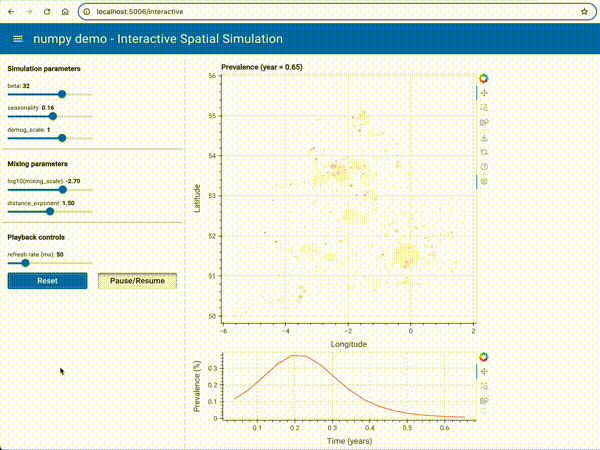 localhost:5006/interactive
numpy demo - Interactive Spatial Simulation
Simulation parameters
beta: 32
seasonality: 0.16
demog_scale: 1
Mixing parameters
log10(mixing_scale): -2.70
distance_exponent: 1.50
Playback controls
refresh rate (ms): 50
Reset
Pause/Resume
Prevalence (year = 0.65)
56
55
54
53
52
51
50
Latitude
-6
-4
-2
0
2
Longitude
Prevalence (%)
0.3
0.2
0.1
0
0.1
0.2
0.3
0.4
0.5
0.6
Time (years)